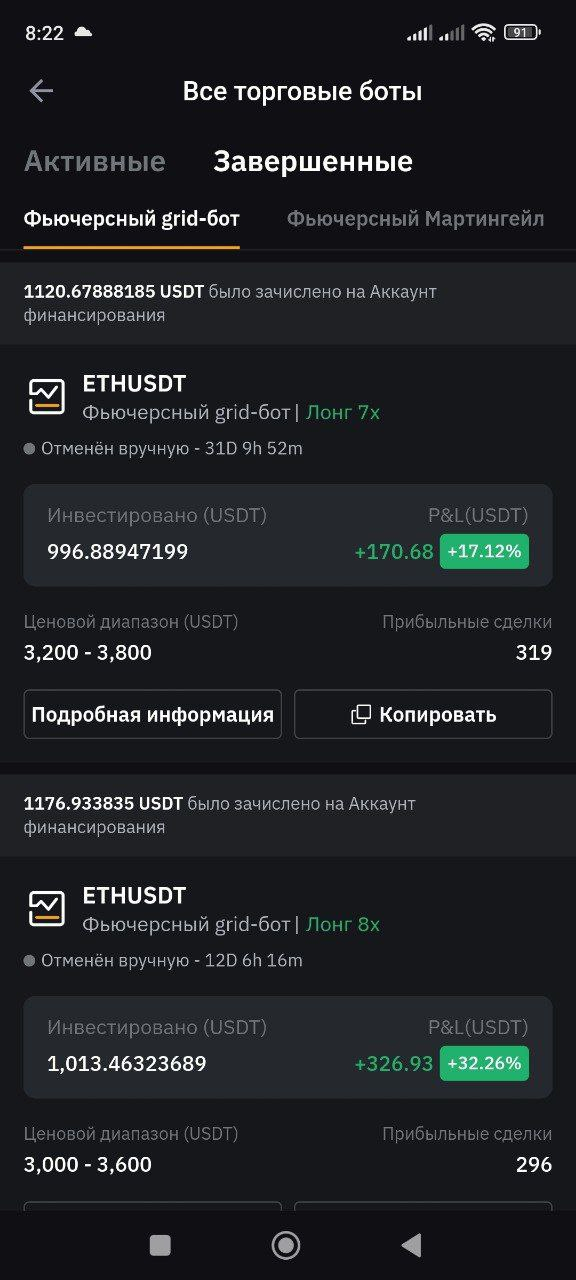 8:22
91
Все торговые боты
Активные Завершенные
Фьючерсный grid-бот Фьючерсный Мартингейл
1120.67888185 USDT было зачислено на Аккаунт
финансирования
ETHUSDT
Фьючерсный grid-бот | Лонг 7x
Отменён вручную - 31D 9h 52m
Инвестировано (USDT) P&L(USDT)
996.88947199 +170.68 +17.12%
Ценовой диапазон (USDT) Прибыльные сделки
3,200 - 3,800 319
Подробная информация Копировать
1176.933835 USDT было зачислено на Аккаунт
финансирования
ETHUSDT
Фьючерсный grid-бот | Лонг 8x
Отменён вручную - 12D 6h 16m
Инвестировано (USDT) P&L(USDT)
1,013.46323689 +326.93 +32.26%
Ценовой диапазон (USDT) Прибыльные сделки
3,000 - 3,600 296